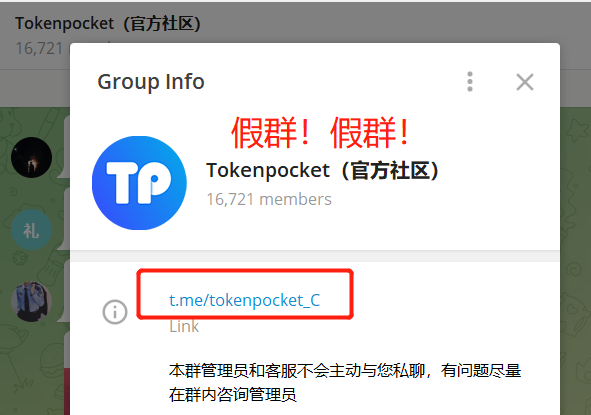 Tokenpocket（官方社区）
16,721 members
Group Info
假群！假群！
TP
Tokenpocket（官方社区）
16,721 members
礼
t.me/tokenpocket_C
Link
本群管理员和客服不会主动与您私聊，有问题尽量
在群内咨询管理员